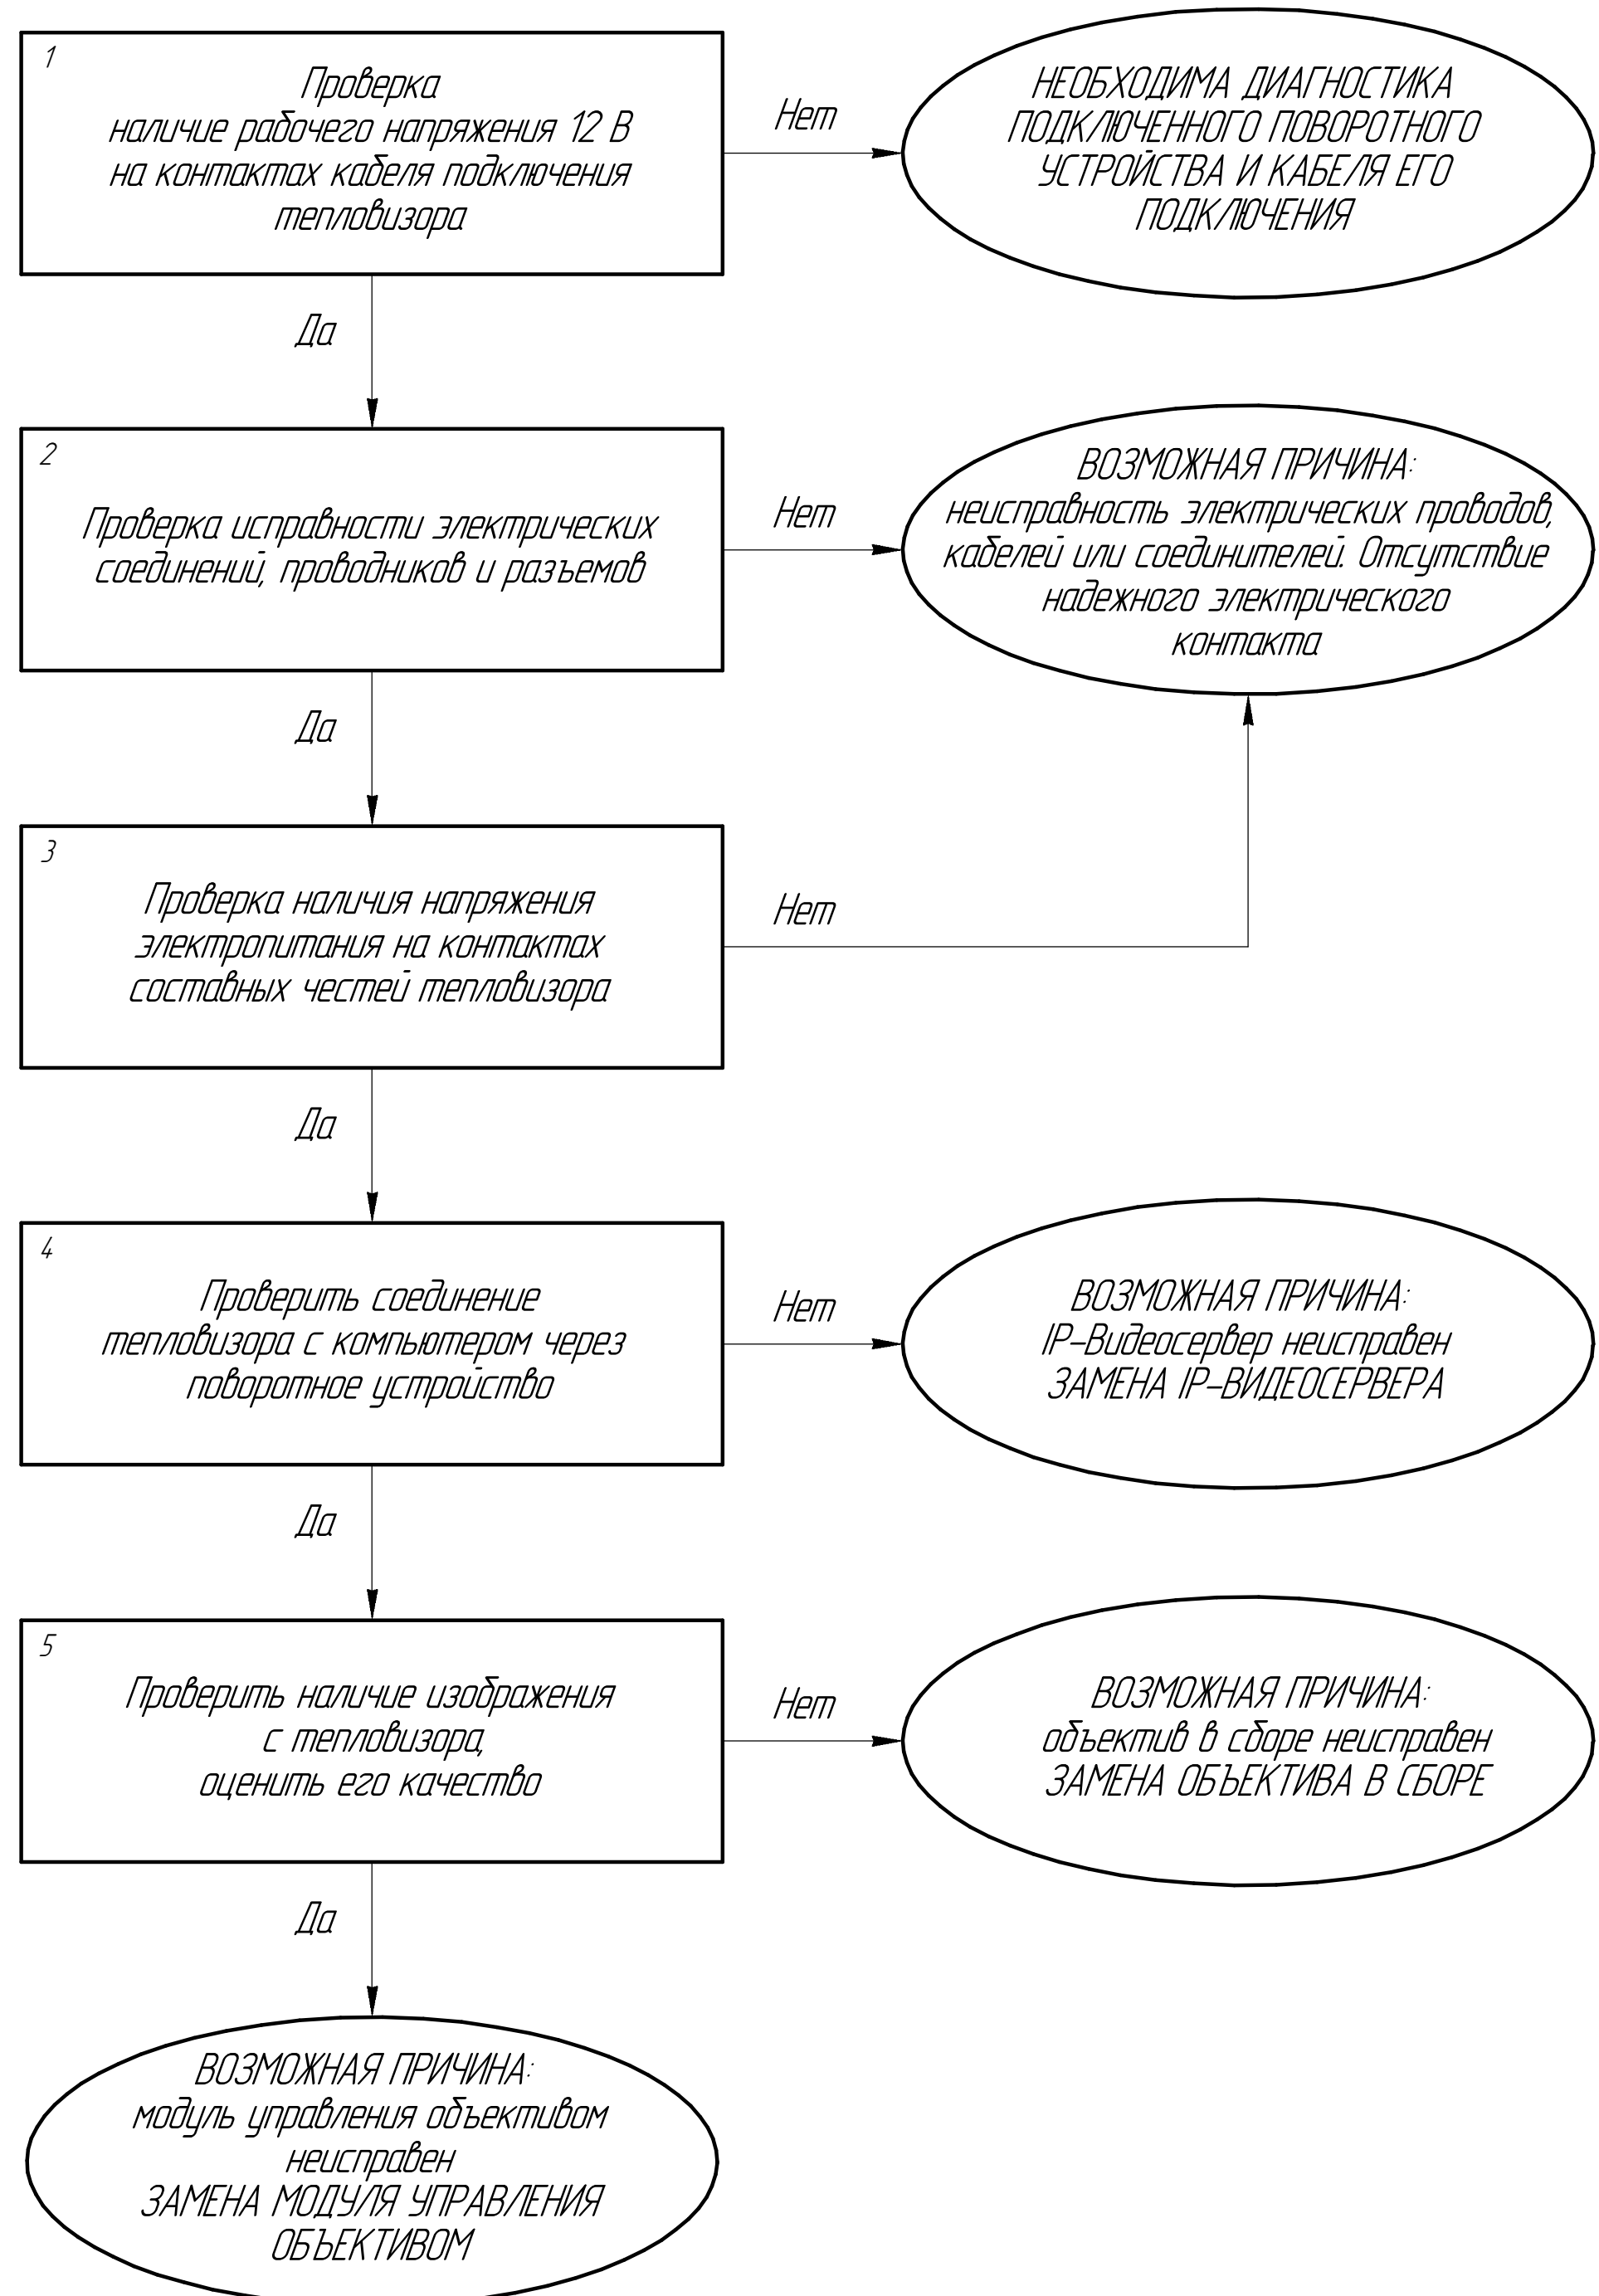 1
Проверка
наличие рабочего напряжения 12 В
на контактах кабеля подключения
тепловизора
Нет
НЕОБХОДИМА ДИАГНОСТИКА
ПОДКЛЮЧЕННОГО ПОВОРОТНОГО
УСТРОЙСТВА И КАБЕЛЯ ЕГО
ПОДКЛЮЧЕНИЯ
Да
2
Проверка исправности электрических
соединений, проводников и разъемов
Нет
ВОЗМОЖНАЯ ПРИЧИНА:
неисправность электрических проводов,
кабелей или соединителей. Отсутствие
надежного электрического
контакта
Да
3
Проверка наличия напряжения
электропитания на контактах
составных честей тепловизора
Нет
Да
4
Проверить соединение
тепловизора с компьютером через
поворотное устройство
Нет
ВОЗМОЖНАЯ ПРИЧИНА:
IP-Видеосервер неисправен
ЗАМЕНА IP-ВИДЕОСЕРВЕРА
Да
5
Проверить наличие изображения
с тепловизора,
оценить его качество
Нет
ВОЗМОЖНАЯ ПРИЧИНА:
объектив в сборе неисправен
ЗАМЕНА ОБЪЕКТИВА В СБОРЕ
Да
ВОЗМОЖНАЯ ПРИЧИНА:
модуль управления объективом
неисправен
ЗАМЕНА МОДУЛЯ УПРАВЛЕНИЯ
ОБЪЕКТИВОМ